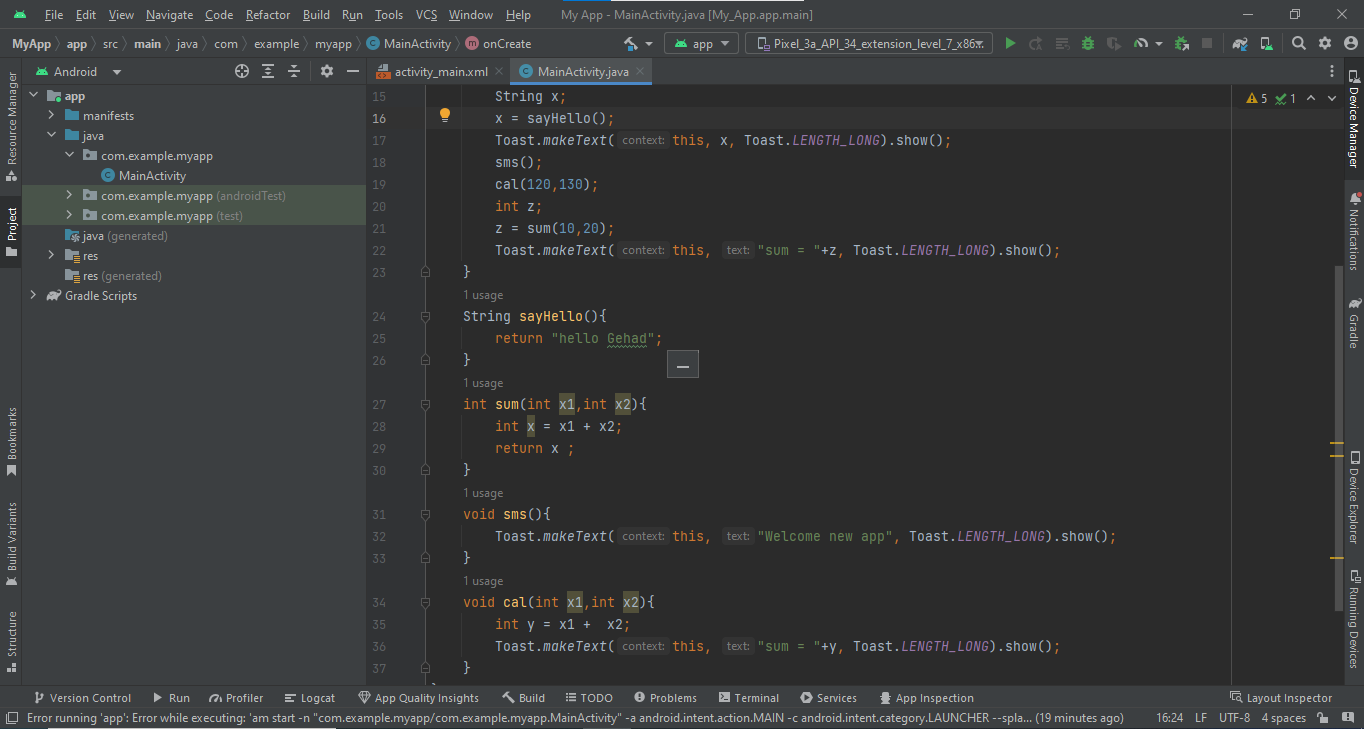 File Edit View Navigate Code Refactor Build Run Tools VCS Window Help My App - MainActivity.java [My_App.app.main]
MyApp app src main java com example myapp MainActivity onCreate app Pixel_3a_API_34_extension_level_7_x86
Android activity_main.xml MainActivity.java
Resource Manager
Project
Bookmarks
Build Variants
Structure
app
manifests
java
com.example.myapp
MainActivity
com.example.myapp (androidTest)
com.example.myapp (test)
java (generated)
res
res (generated)
Gradle Scripts
15 String x; 5 1
16 x = sayHello();
17 Toast.makeText( context: this, x, Toast.LENGTH_LONG).show();
18 sms();
19 cal(120,130);
20 int z;
21 z = sum(10,20);
22 Toast.makeText( context: this, text: "sum = "+z, Toast.LENGTH_LONG).show();
23 }
1 usage
24 String sayHello(){
25 return "hello Gehad";
26 }
1 usage
27 int sum(int x1,int x2){
28 int x = x1 + x2;
29 return x ;
30 }
1 usage
31 void sms(){
32 Toast.makeText( context: this, text: "Welcome new app", Toast.LENGTH_LONG).show();
33 }
1 usage
34 void cal(int x1,int x2){
35 int y = x1 +  x2;
36 Toast.makeText( context: this, text: "sum = "+y, Toast.LENGTH_LONG).show();
37 }
Device Manager
Notifications
Gradle
Device Explorer
Running Devices
Version Control Run Profiler Logcat App Quality Insights Build TODO Problems Terminal Services App Inspection Layout Inspector
Error running 'app': Error while executing: 'am start -n "com.example.myapp/com.example.myapp.MainActivity" -a android.intent.action.MAIN -c android.intent.category.LAUNCHER --spla... (19 minutes ago) 16:24 LF UTF-8 4 spaces